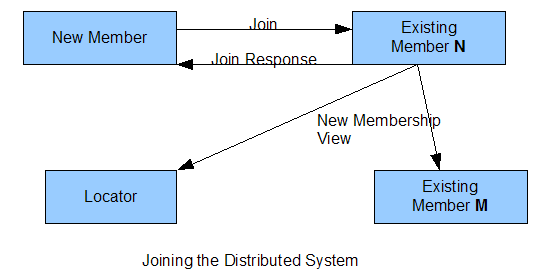 Join
New Member
Existing
Member N
Join Response
New Membership
View
Locator
Existing
Member M
Joining the Distributed System